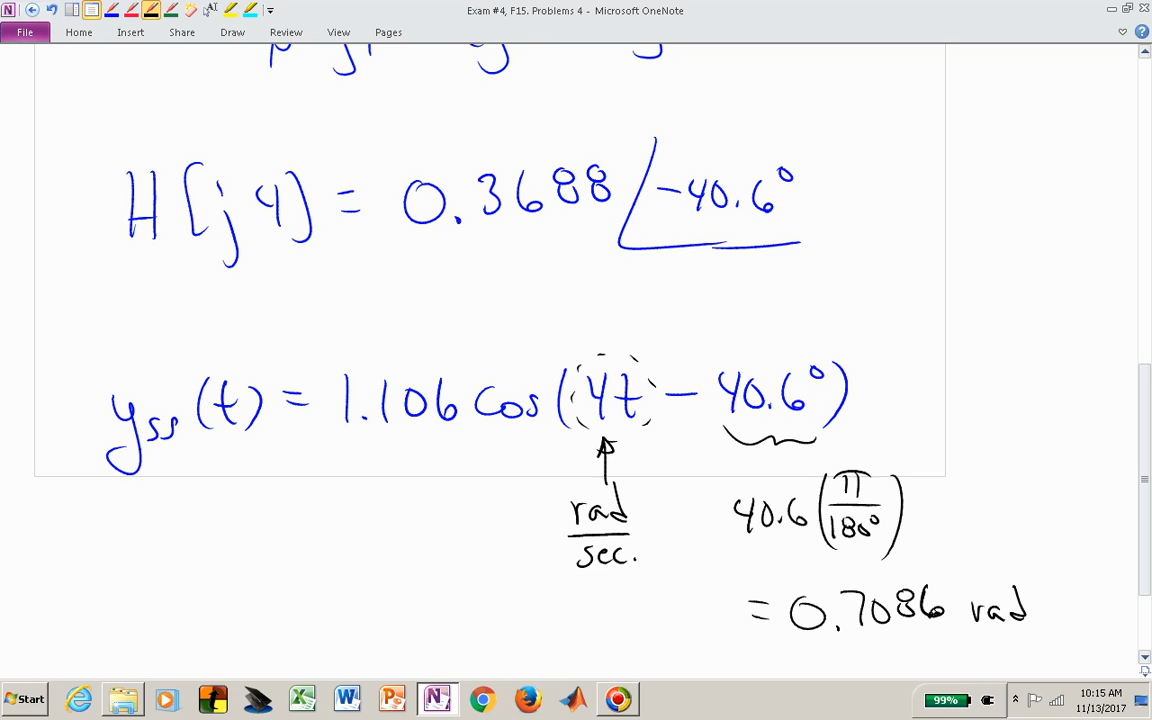 Exam #4, F15. Problems 4 - Microsoft OneNote
File Home Insert Share Draw Review View Pages
H[j4] = 0.3688 ∠-40.6°
yss(t) = 1.106 cos(4t - 40.6°)
rad
sec.
40.6 (π/180°)
= 0.7086 rad
Start
99%
10:15 AM
11/13/2017